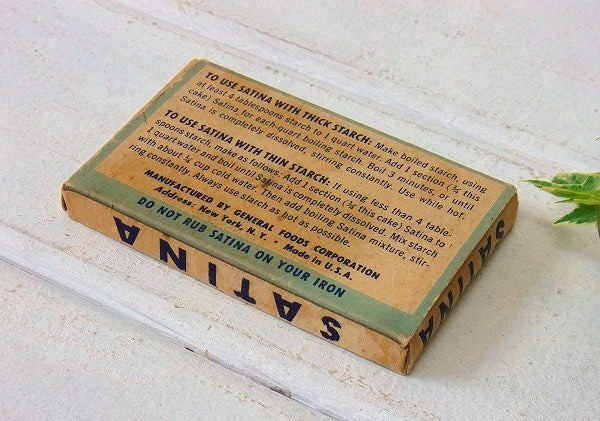 TO USE SATINA WITH THICK STARCH: Make boiled starch, using
at least 4 tablespoons starch to 1 quart water. Add 1 section (⅓ this
cake) Satina for each quart boiling starch. Boil 3 minutes, or until
Satina is completely dissolved, stirring constantly. Use while hot.
TO USE SATINA WITH THIN STARCH: If using less than 4 table-
spoons starch, make as follows. Add 1 section (⅓ this cake) Satina to
1 quart water and boil until Satina is completely dissolved. Mix starch
with about ¼ cup cold water. Then add boiling Satina mixture, stir-
ring constantly. Always use starch as hot as possible.
MANUFACTURED BY GENERAL FOODS CORPORATION
Address: New York, N. Y. • Made in U.S.A.
DO NOT RUB SATINA ON YOUR IRON
SATINA
SATINA
SATINA